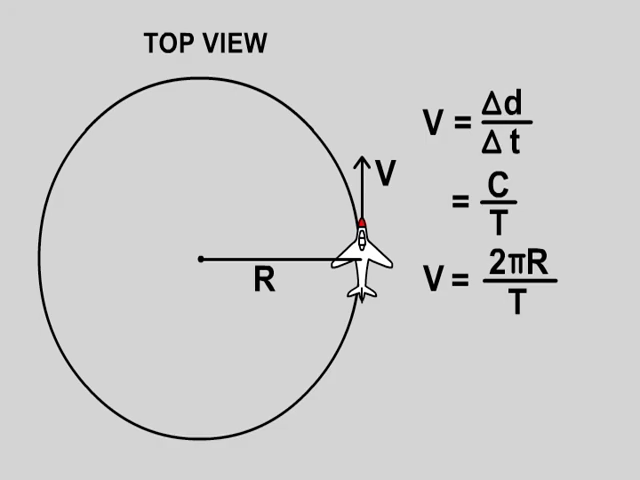 TOP VIEW
V = Δd / Δt
V
= C / T
R
V = 2πR / T